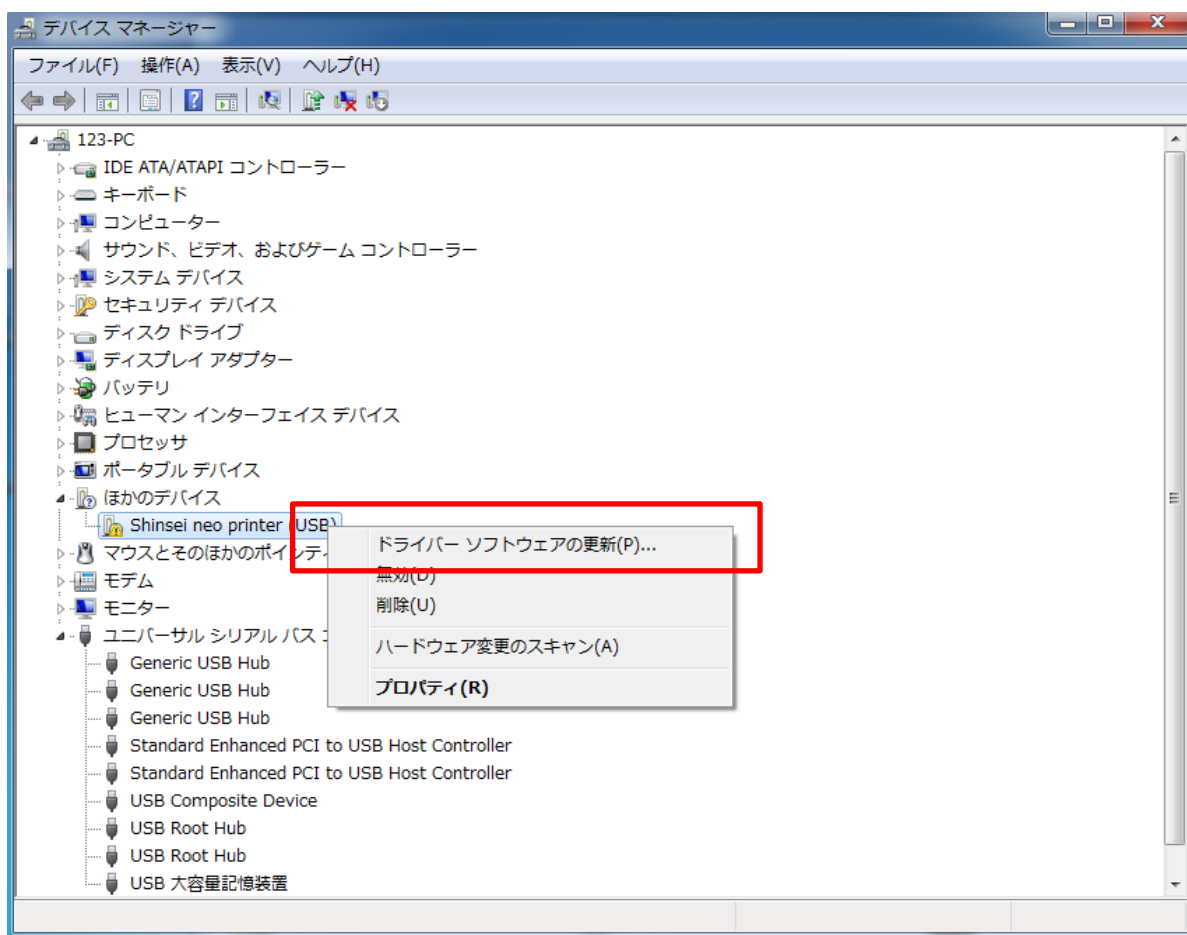 デバイス マネージャー
ファイル(F) 操作(A) 表示(V) ヘルプ(H)
123-PC
IDE ATA/ATAPI コントローラー
キーボード
コンピューター
サウンド、ビデオ、およびゲーム コントローラー
システム デバイス
セキュリティ デバイス
ディスク ドライブ
ディスプレイ アダプター
バッテリ
ヒューマン インターフェイス デバイス
プロセッサ
ポータブル デバイス
ほかのデバイス
Shinsei neo printer (USB)
マウスとそのほかのポインティ
モデム
モニター
ユニバーサル シリアル バス コ
Generic USB Hub
Generic USB Hub
Generic USB Hub
Standard Enhanced PCI to USB Host Controller
Standard Enhanced PCI to USB Host Controller
USB Composite Device
USB Root Hub
USB Root Hub
USB 大容量記憶装置
ドライバー ソフトウェアの更新(P)...
無効(D)
削除(U)
ハードウェア変更のスキャン(A)
プロパティ(R)